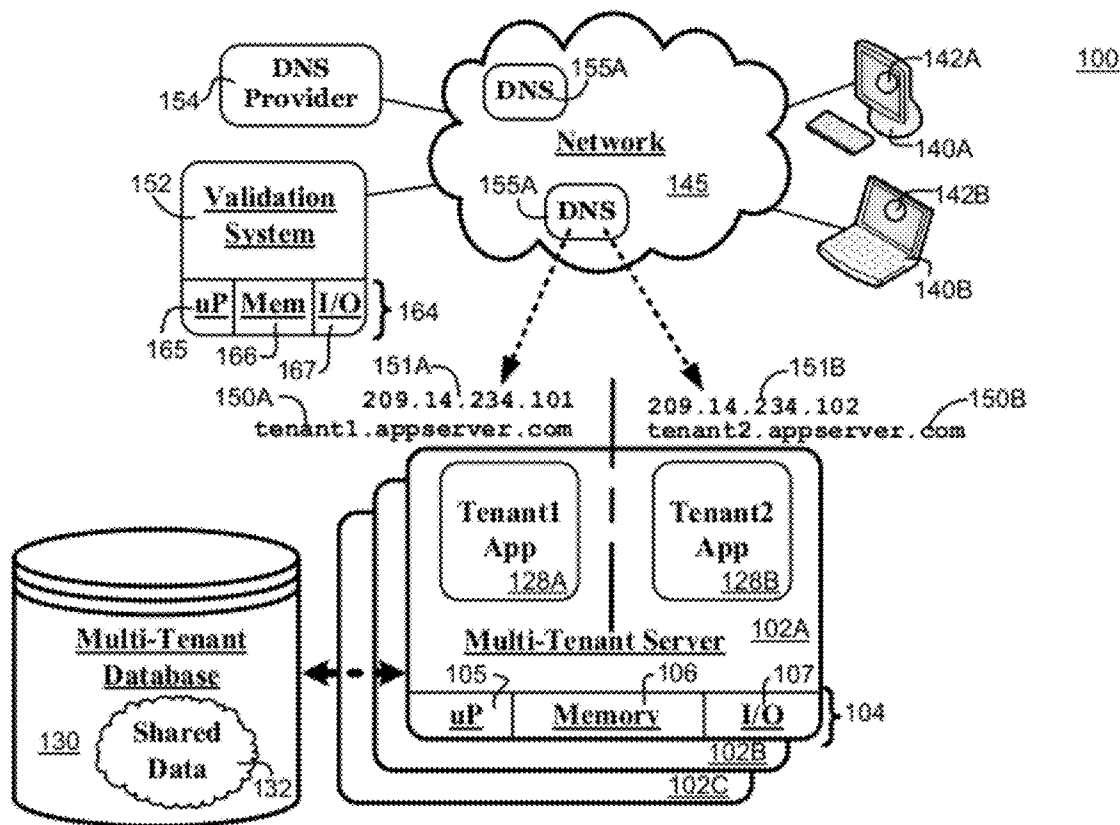 100
DNS
Provider
154
DNS
155A
Network
145
155A
DNS
142A
140A
142B
140B
152
Validation
System
uP Mem I/O
164
165
166
167
151A
150A
209.14.234.101
tenant1.appserver.com
151B
150B
209.14.234.102
tenant2.appserver.com
Tenant1
App
128A
Tenant2
App
128B
102A
Multi-Tenant Server
105
106
107
uP Memory I/O
104
102B
102C
Multi-Tenant
Database
130
Shared
Data
132